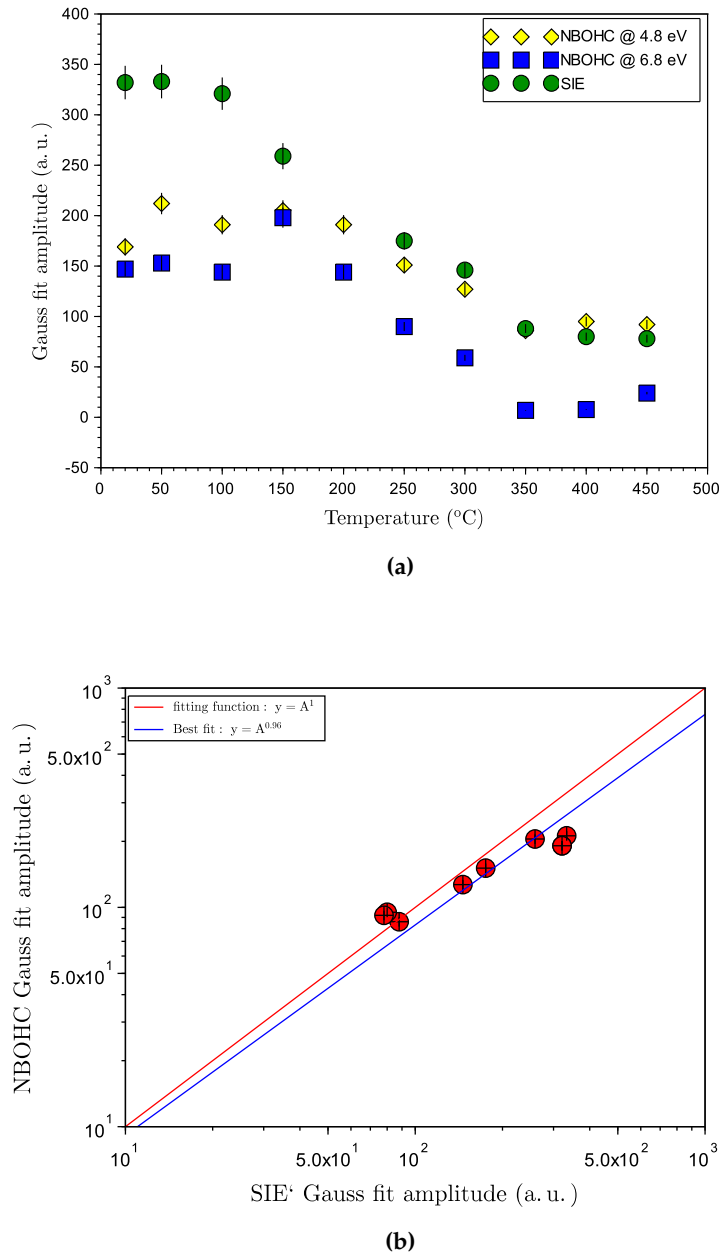 400
350
300
250
200
150
100
50
0
-50
Gauss fit amplitude (a. u.)
NBOHC @ 4.8 eV
NBOHC @ 6.8 eV
SIE
0 50 100 150 200 250 300 350 400 450 500
Temperature (°C)
(a)
10³
5.0x10²
10²
5.0x10¹
10¹
NBOHC Gauss fit amplitude (a. u.)
fitting function : y = A¹
Best fit : y = A⁰·⁹⁶
10¹ 5.0x10¹ 10² 5.0x10² 10³
SIE‘ Gauss fit amplitude (a. u.)
(b)